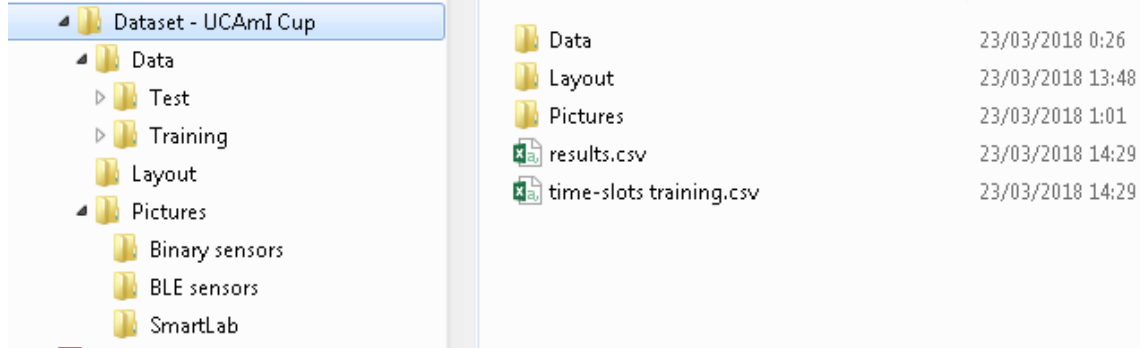 Dataset - UCAmI Cup
Data
Test
Training
Layout
Pictures
Binary sensors
BLE sensors
SmartLab
Data 23/03/2018 0:26
Layout 23/03/2018 13:48
Pictures 23/03/2018 1:01
results.csv 23/03/2018 14:29
time-slots training.csv 23/03/2018 14:29